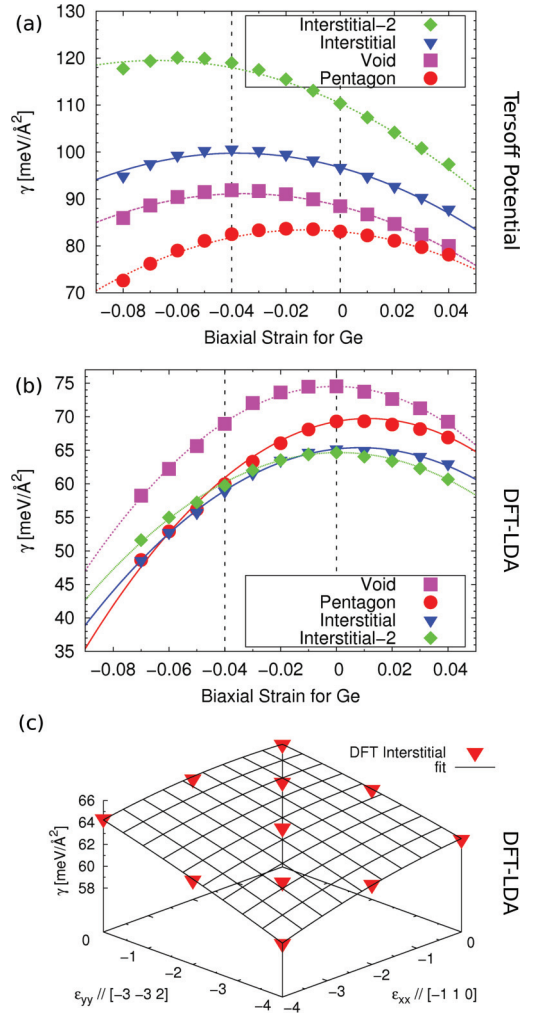 (a)
130
120
110
100
90
80
70
γ [meV/Å²]
Interstitial−2
Interstitial
Void
Pentagon
−0.08 −0.06 −0.04 −0.02 0 0.02 0.04
Biaxial Strain for Ge
Tersoff Potential
(b)
75
70
65
60
55
50
45
40
35
γ [meV/Å²]
Void
Pentagon
Interstitial
Interstitial−2
−0.08 −0.06 −0.04 −0.02 0 0.02 0.04
Biaxial Strain for Ge
DFT-LDA
(c)
DFT Interstitial
fit
66
64
62
60
58
γ [meV/Å²]
0 −1 −2 −3 −4
εyy // [-3 -3 2]
−4 −3 −2 −1 0
εxx // [-1 1 0]
DFT-LDA